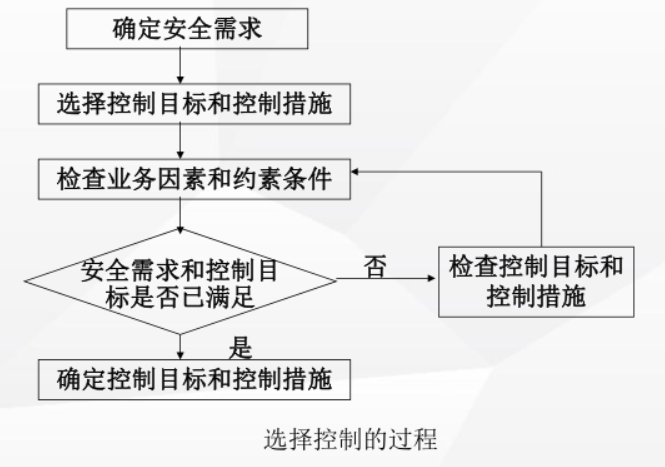 确定安全需求
选择控制目标和控制措施
检查业务因素和约素条件
安全需求和控制目
标是否已满足
否
检查控制目标和
控制措施
是
确定控制目标和控制措施
选择控制的过程